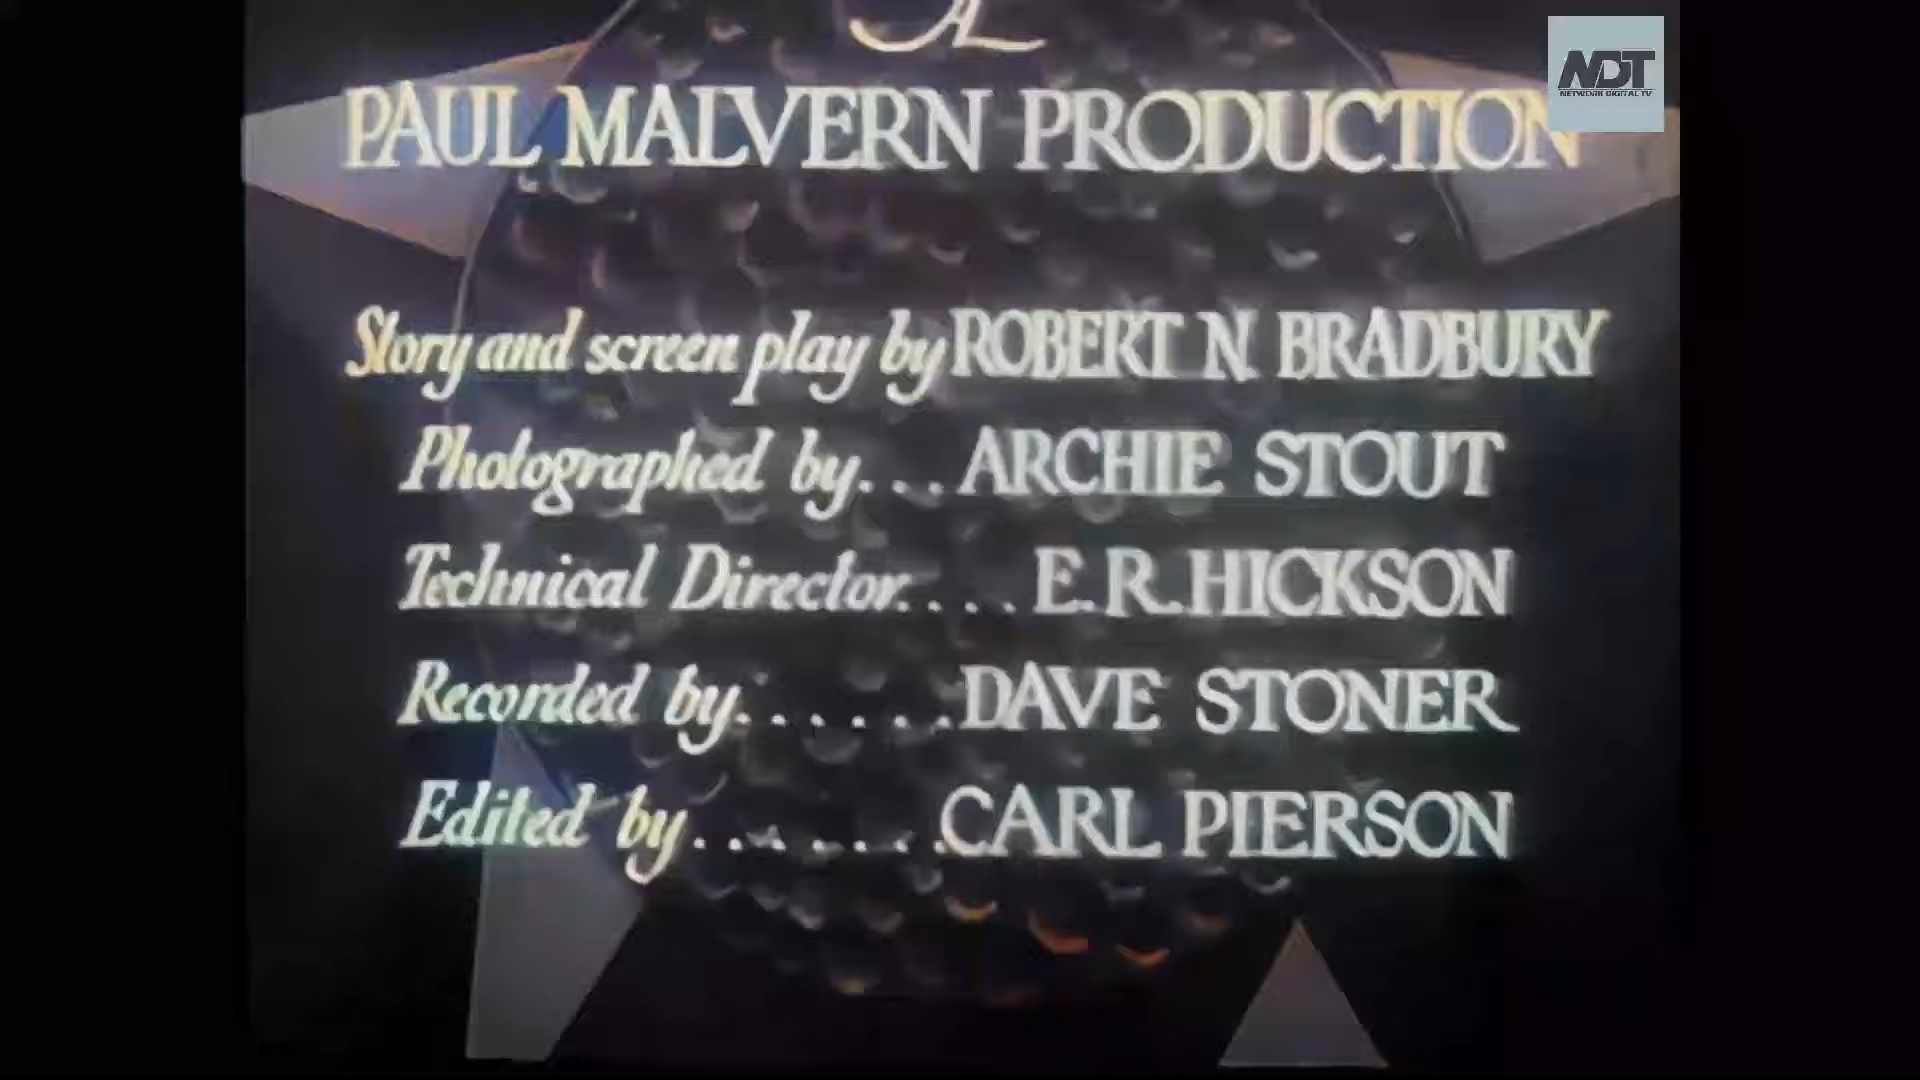 A
PAUL MALVERN PRODUCTION
Story and screen play by ROBERT N. BRADBURY
Photographed by... ARCHIE STOUT
Technical Director.... E.R. HICKSON
Recorded by....... DAVE STONER
Edited by....... CARL PIERSON
NDT
NETWORK DIGITAL TV